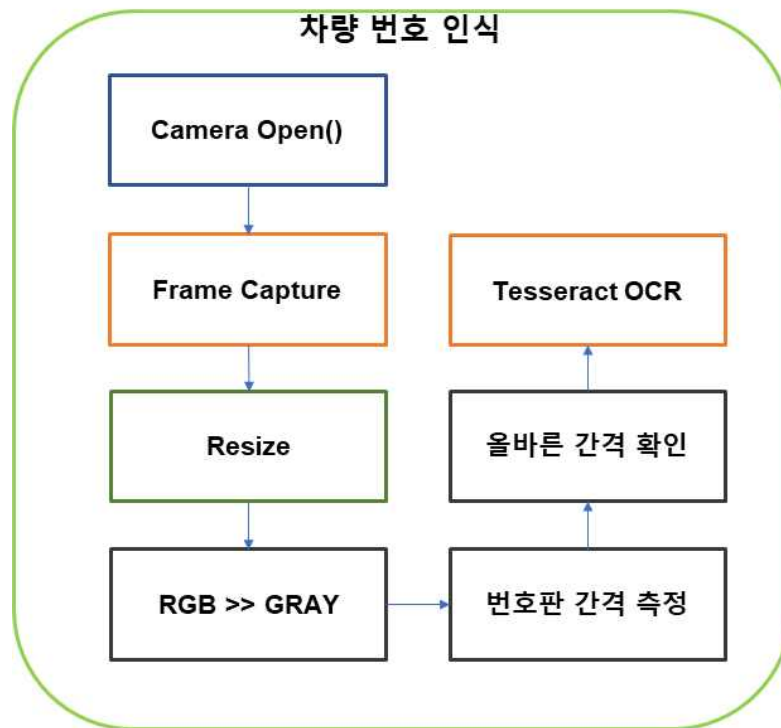 차량 번호 인식
Camera Open()
Frame Capture
Resize
RGB >> GRAY
번호판 간격 측정
올바른 간격 확인
Tesseract OCR